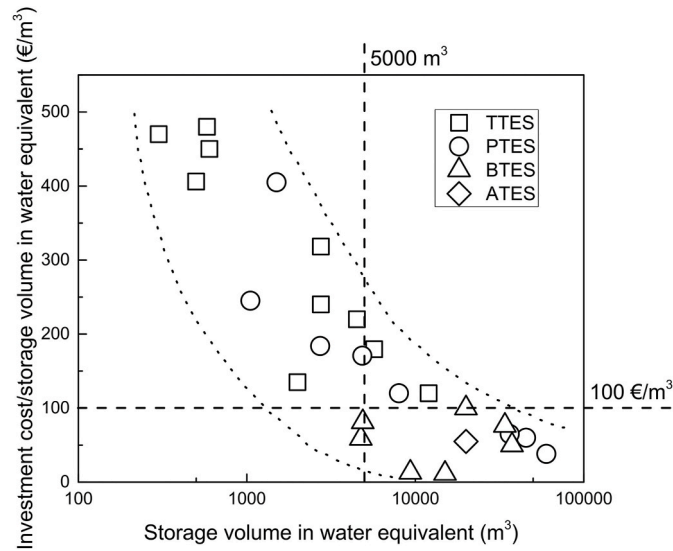 5000 m³
Investment cost/storage volume in water equivalent (€/m³)
500
400
300
200
100
0
TTES
PTES
BTES
ATES
100 €/m³
100
1000
10000
100000
Storage volume in water equivalent (m³)